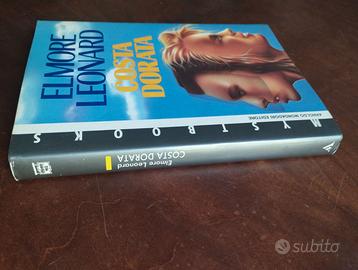 ELMORE
LEONARD
COSTA
DORATA
MYSTBOOKS
ARNOLDO MONDADORI EDITORE
Elmore Leonard
COSTA DORATA
subito